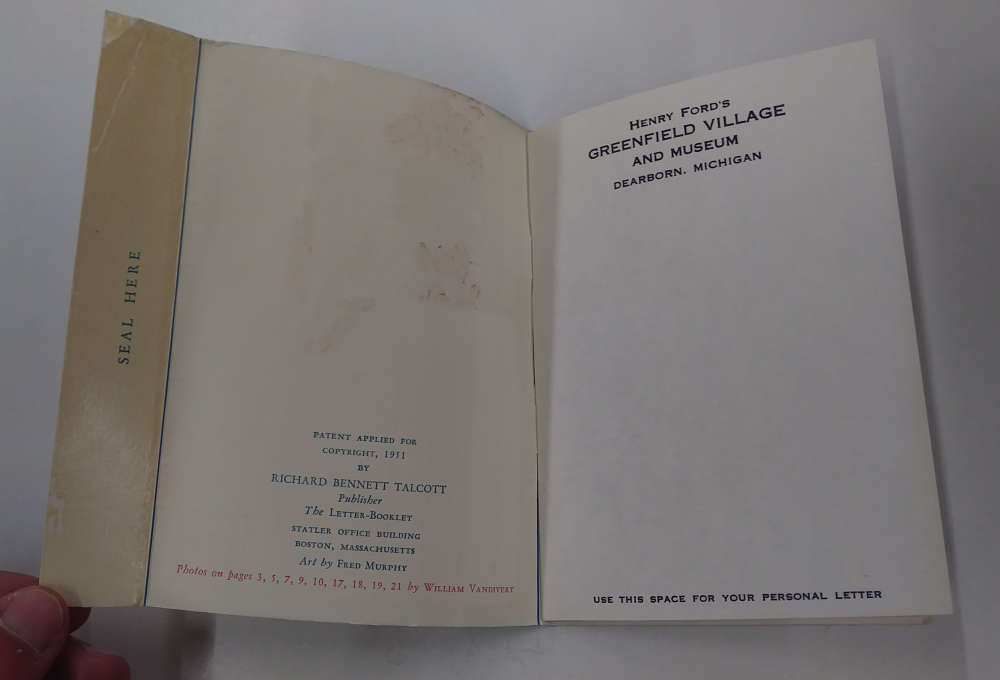 SEAL HERE
PATENT APPLIED FOR
COPYRIGHT, 1951
BY
RICHARD BENNETT TALCOTT
Publisher
The LETTER-BOOKLET
STATLER OFFICE BUILDING
BOSTON, MASSACHUSETTS
Art by FRED MURPHY
Photos on pages 3, 5, 7, 9, 10, 17, 18, 19, 21 by WILLIAM VANDIVERT
HENRY FORD'S
GREENFIELD VILLAGE
AND MUSEUM
DEARBORN, MICHIGAN
USE THIS SPACE FOR YOUR PERSONAL LETTER